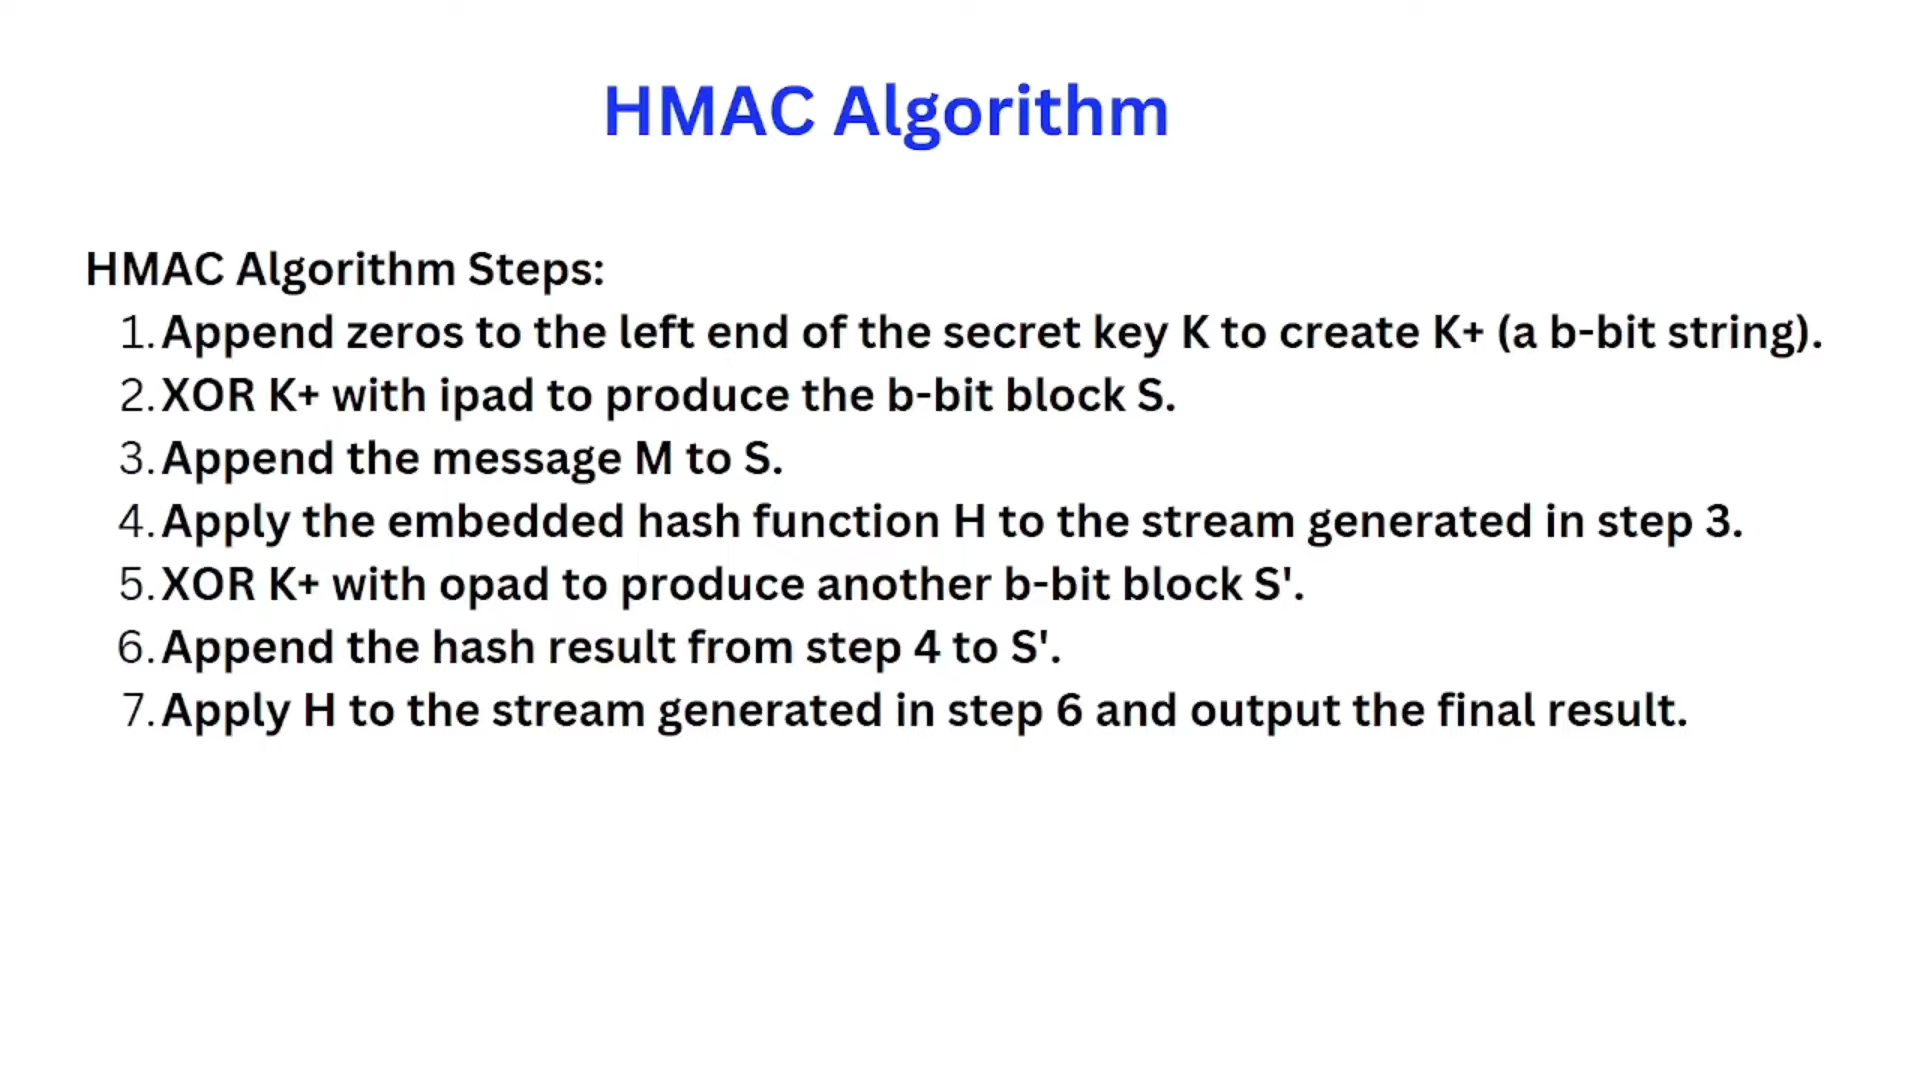 HMAC Algorithm
HMAC Algorithm Steps:
1. Append zeros to the left end of the secret key K to create K+ (a b-bit string).
2. XOR K+ with ipad to produce the b-bit block S.
3. Append the message M to S.
4. Apply the embedded hash function H to the stream generated in step 3.
5. XOR K+ with opad to produce another b-bit block S'.
6. Append the hash result from step 4 to S'.
7. Apply H to the stream generated in step 6 and output the final result.